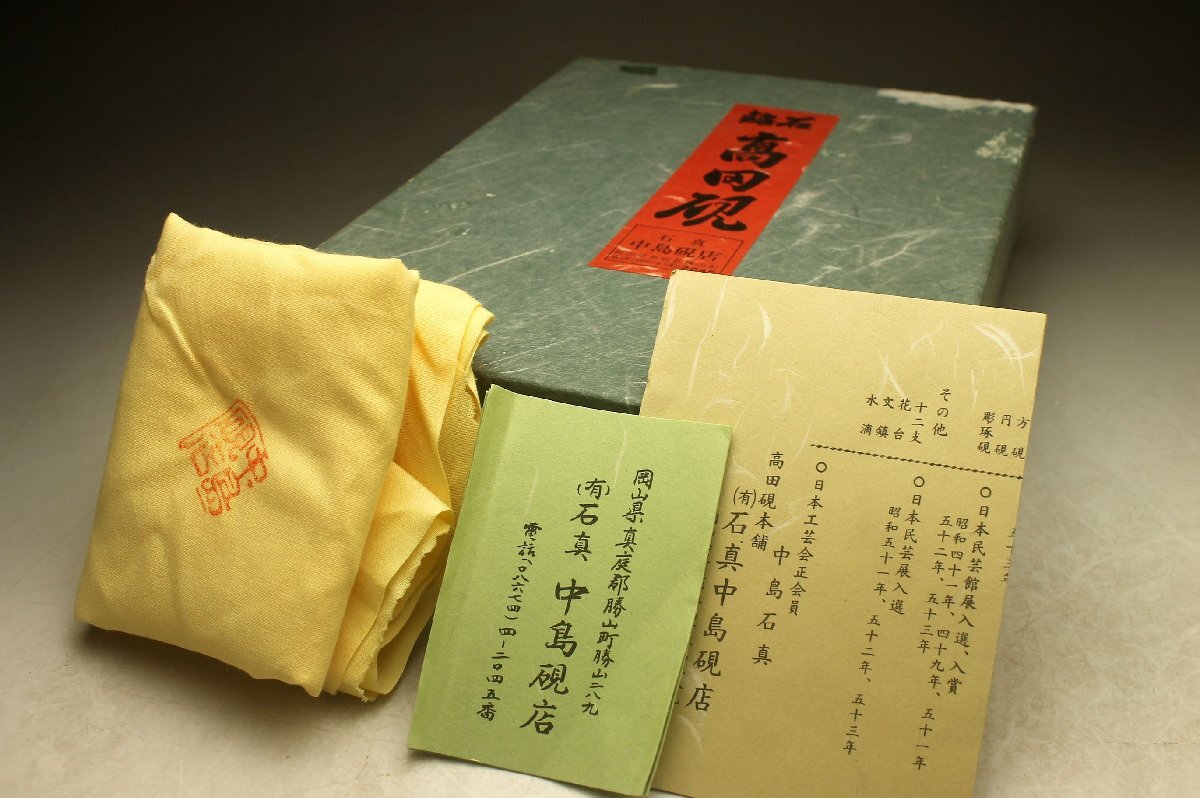 銘石
高田硯
石真
中島硯店
岡山県真庭郡勝山町勝山二八九
(有)石真 中島硯店
電話(〇八六七四)四-二〇四五番
方硯
円硯
彫琢硯
その他
十二支
花台
文鎮
水滴
○日本民芸館展入選、入賞
昭和四十一年、四十九年、五十一年
五十二年、五十三年
○日本民芸展入選
昭和五十一年、五十二年、五十三年
○日本工芸会正会員
中島石真
高田硯本舗
(有)石真中島硯店